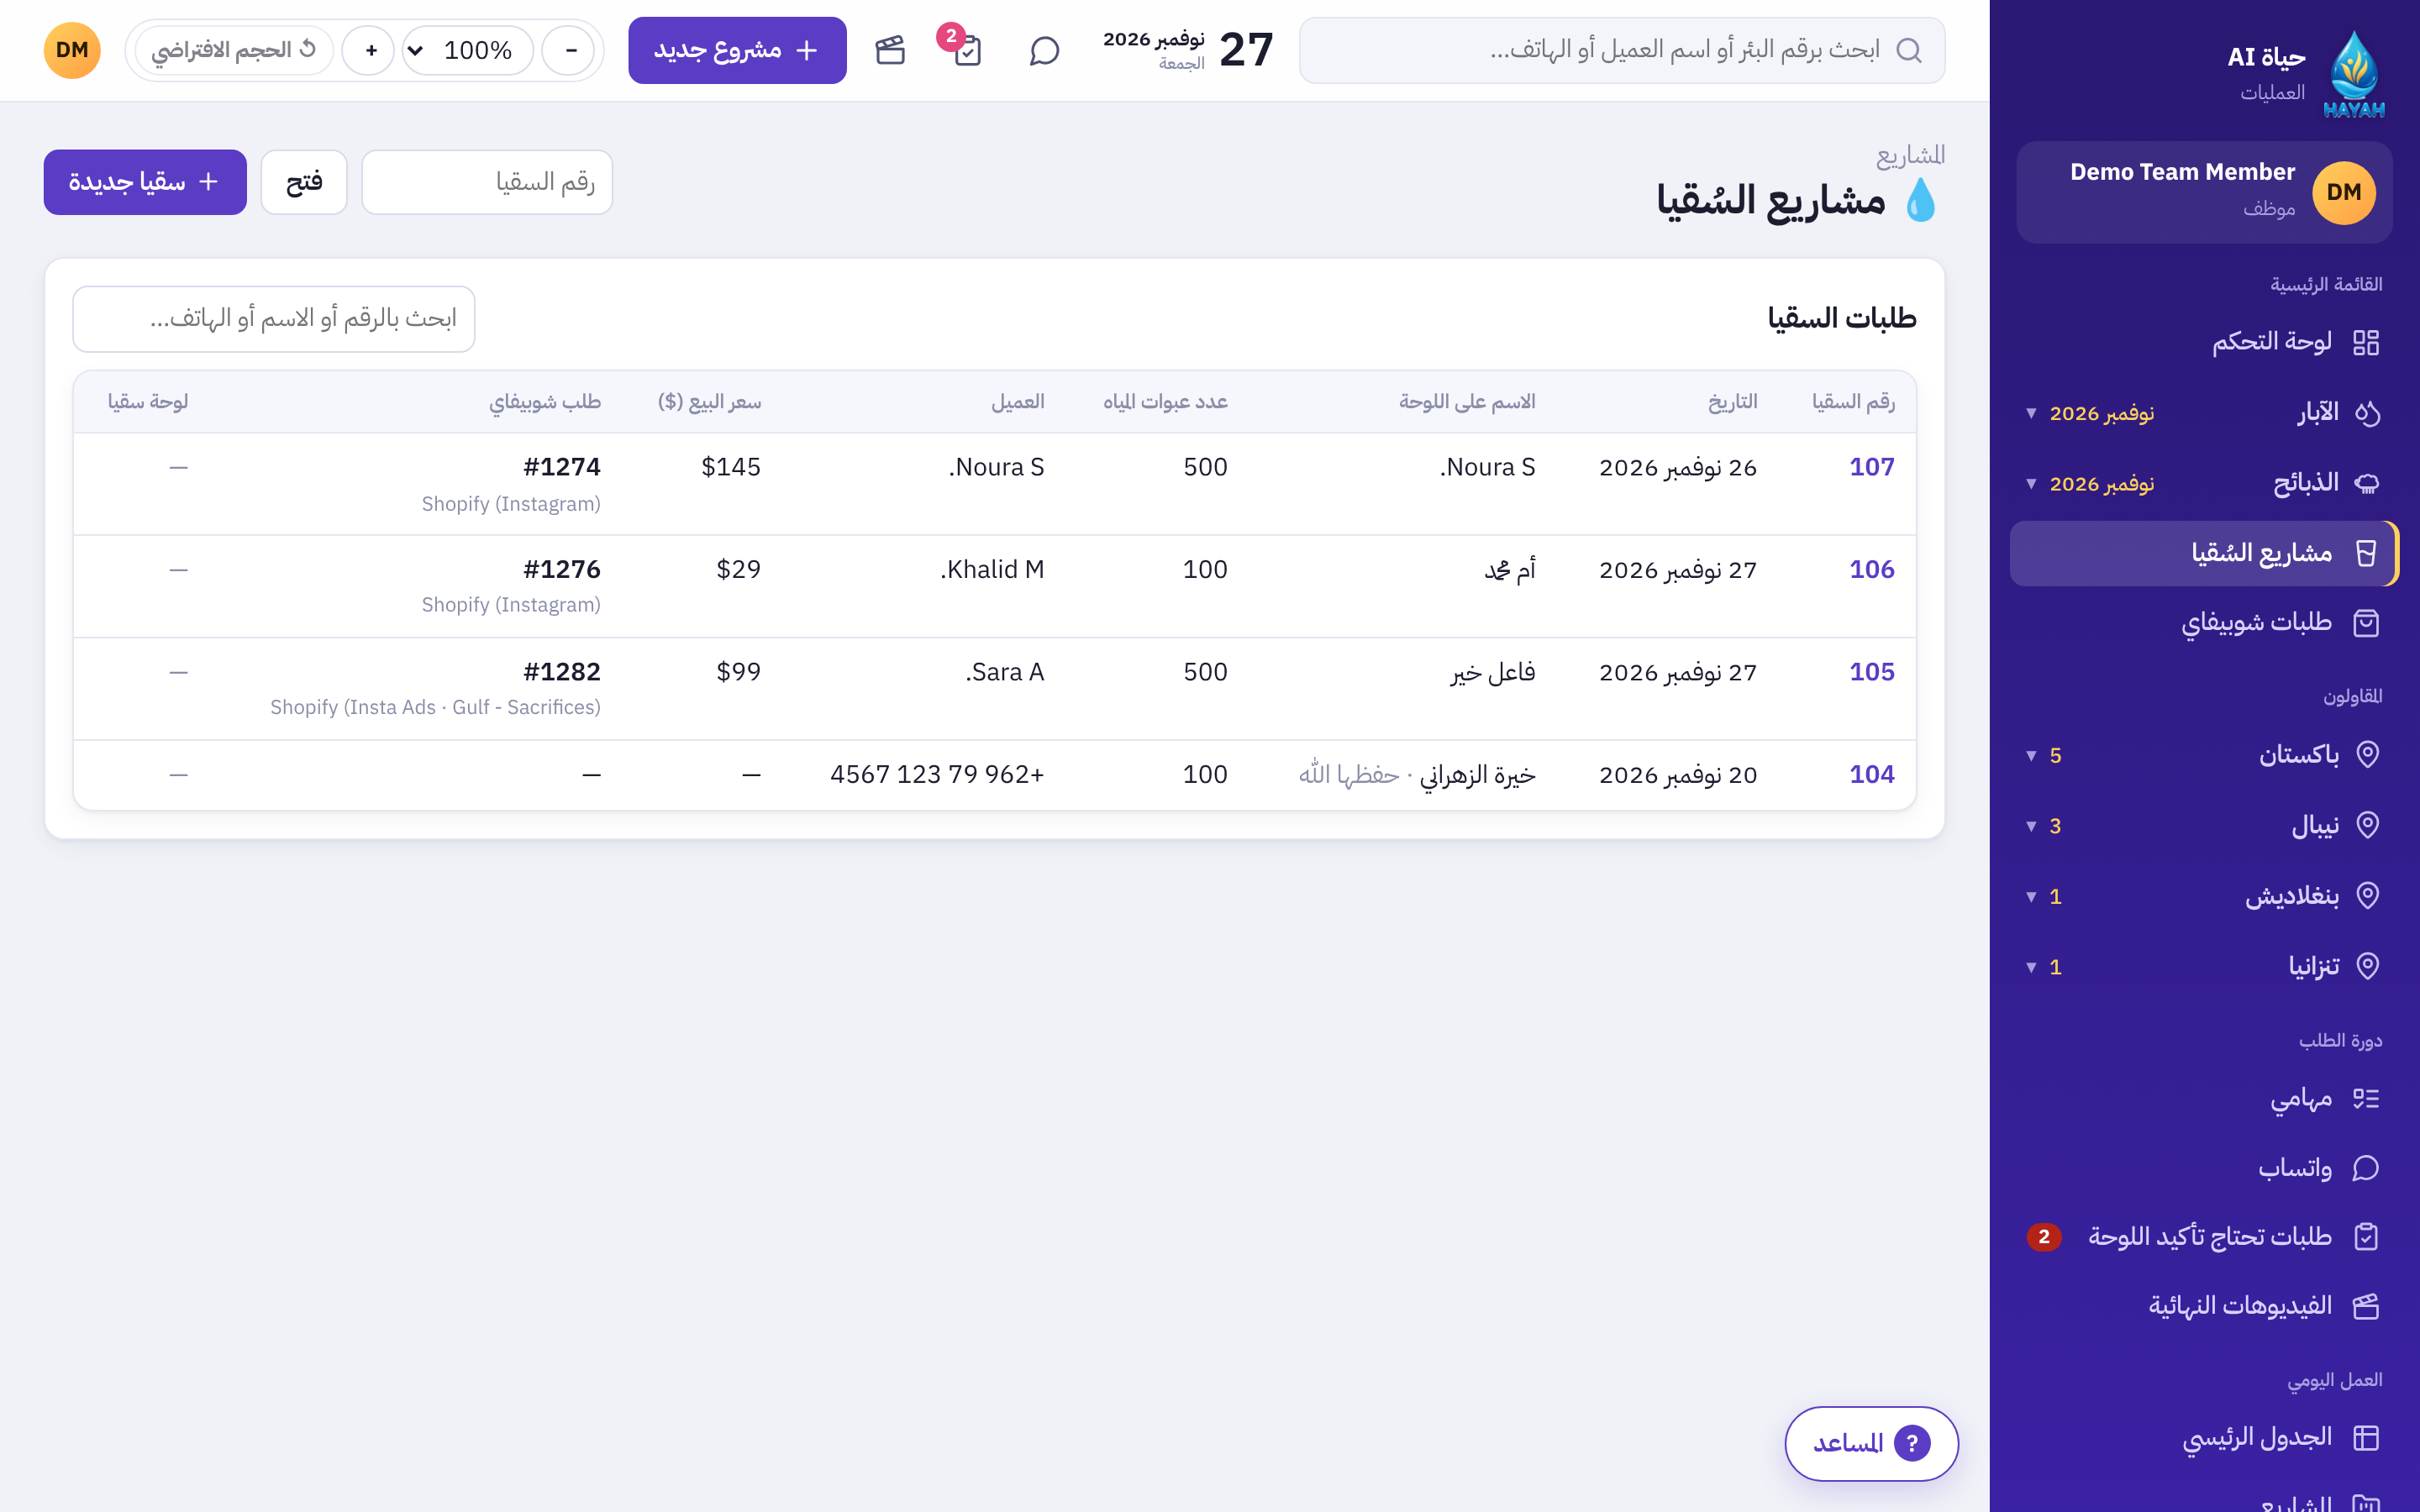 حياة AI
العمليات
HAYAH
DM
Demo Team Member
موظف
القائمة الرئيسية
لوحة التحكم
الآبار
نوفمبر 2026 ▼
الذبائح
نوفمبر 2026 ▼
مشاريع السُقيا
طلبات شوبيفاي
المقاولون
باكستان
5 ▼
نيبال
3 ▼
بنغلاديش
1 ▼
تنزانيا
1 ▼
دورة الطلب
مهامي
واتساب
طلبات تحتاج تأكيد اللوحة
2
الفيديوهات النهائية
العمل اليومي
الجدول الرئيسي
المشاريع
ابحث برقم البئر أو اسم العميل أو الهاتف...
27
نوفمبر 2026
الجمعة
2
+ مشروع جديد
−
100%
+
↺ الحجم الافتراضي
DM
المشاريع
💧 مشاريع السُقيا
رقم السقيا
فتح
+ سقيا جديدة
طلبات السقيا
ابحث بالرقم أو الاسم أو الهاتف...
رقم السقيا التاريخ الاسم على اللوحة عدد عبوات المياه العميل سعر البيع ($) طلب شوبيفاي لوحة سقيا
107 26 نوفمبر 2026 Noura S. 500 Noura S. $145 #1274 —
Shopify (Instagram)
106 27 نوفمبر 2026 أم محمد 100 Khalid M. $29 #1276 —
Shopify (Instagram)
105 27 نوفمبر 2026 فاعل خير 500 Sara A. $99 #1282 —
Shopify (Insta Ads · Gulf - Sacrifices)
104 20 نوفمبر 2026 خيرة الزهراني · حفظها الله 100 +962 79 123 4567 — — —
? المساعد